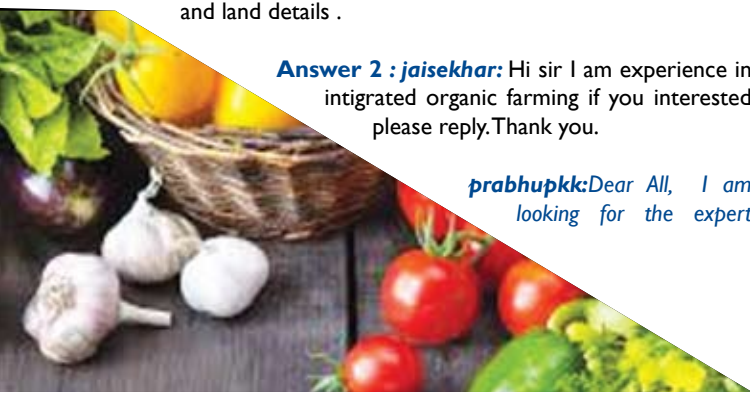 and land details .
Answer 2 : jaisekhar: Hi sir I am experience in
intigrated organic farming if you interested
please reply.Thank you.
prabhupkk:Dear All, I am
looking for the expert